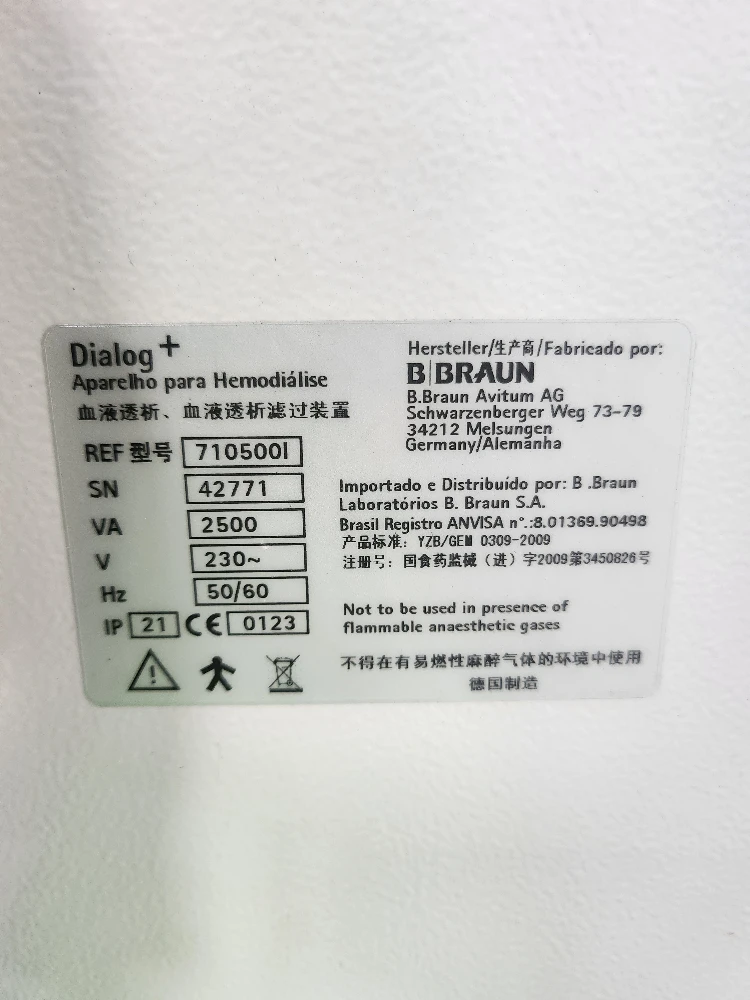 Dialog+
Aparelho para Hemodiálise
血液透析、血液透析滤过装置
REF 型号 710500I
SN 42771
VA 2500
V 230~
Hz 50/60
IP 21 CE 0123
Hersteller/生产商/Fabricado por:
B|BRAUN
B.Braun Avitum AG
Schwarzenberger Weg 73-79
34212 Melsungen
Germany/Alemanha
Importado e Distribuído por: B .Braun
Laboratórios B. Braun S.A.
Brasil Registro ANVISA n°.:8.01369.90498
产品标准: YZB/GEM 0309-2009
注册号: 国食药监械（进）字2009第3450826号
Not to be used in presence of
flammable anaesthetic gases
不得在有易燃性麻醉气体的环境中使用
德国制造